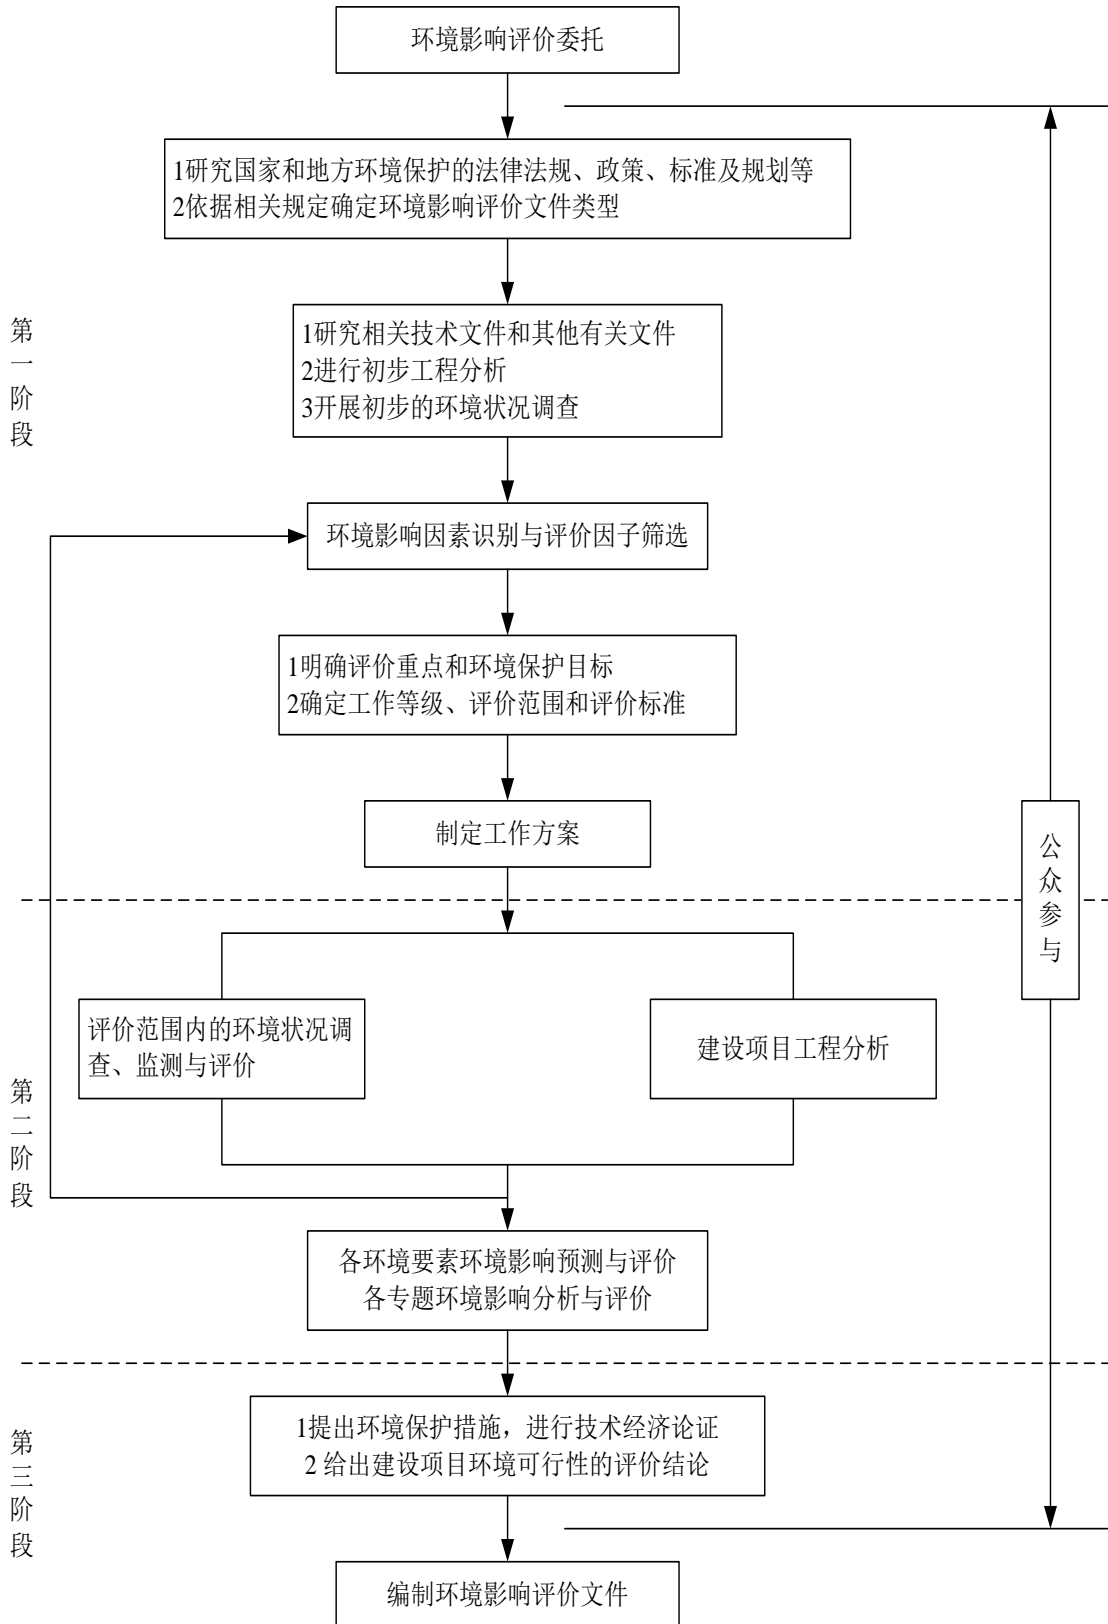 环境影响评价委托
1研究国家和地方环境保护的法律法规、政策、标准及规划等
2依据相关规定确定环境影响评价文件类型
第一阶段
1研究相关技术文件和其他有关文件
2进行初步工程分析
3开展初步的环境状况调查
环境影响因素识别与评价因子筛选
1明确评价重点和环境保护目标
2确定工作等级、评价范围和评价标准
制定工作方案
公众参与
第二阶段
评价范围内的环境状况调
查、监测与评价
建设项目工程分析
各环境要素环境影响预测与评价
各专题环境影响分析与评价
第三阶段
1提出环境保护措施，进行技术经济论证
2 给出建设项目环境可行性的评价结论
编制环境影响评价文件